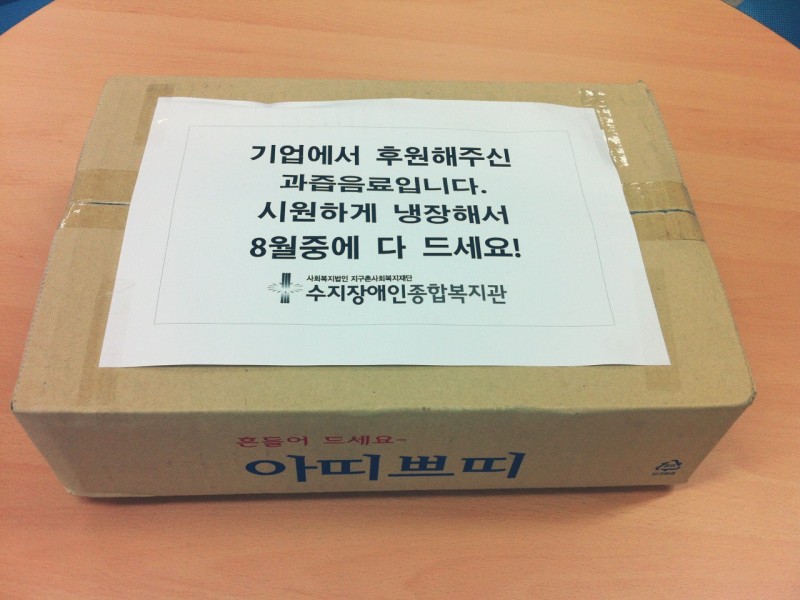 기업에서 후원해주신
과즙음료입니다.
시원하게 냉장해서
8월중에 다 드세요!
사회복지법인 지구촌사회복지재단
수지장애인종합복지관
흔들어 드세요~
아띠쁘띠